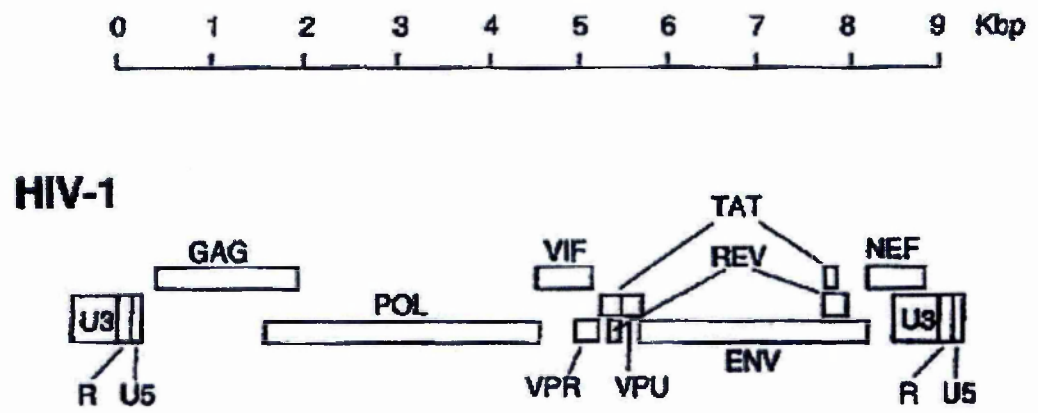 0 1 2 3 4 5 6 7 8 9 Kbp
HIV-1
TAT
GAG VIF REV NEF
U3 POL U3
ENV
R U5 VPR VPU R U5